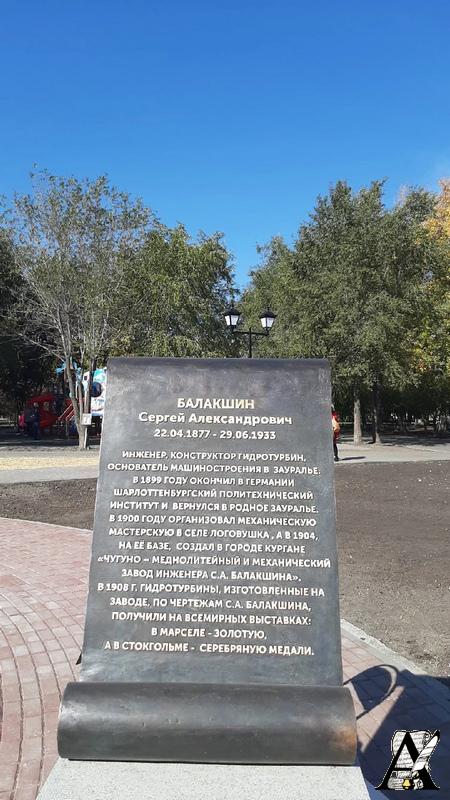 БАЛАКШИН
Сергей Александрович
22.04.1877 - 29.06.1933
ИНЖЕНЕР, КОНСТРУКТОР ГИДРОТУРБИН,
ОСНОВАТЕЛЬ МАШИНОСТРОЕНИЯ В ЗАУРАЛЬЕ.
В 1899 ГОДУ ОКОНЧИЛ В ГЕРМАНИИ
ШАРЛОТТЕНБУРГСКИЙ ПОЛИТЕХНИЧЕСКИЙ
ИНСТИТУТ И ВЕРНУЛСЯ В РОДНОЕ ЗАУРАЛЬЕ.
В 1900 ГОДУ ОРГАНИЗОВАЛ МЕХАНИЧЕСКУЮ
МАСТЕРСКУЮ В СЕЛЕ ЛОГОВУШКА , А В 1904,
НА ЕЁ БАЗЕ, СОЗДАЛ В ГОРОДЕ КУРГАНЕ
«ЧУГУНО – МЕДНОЛИТЕЙНЫЙ И МЕХАНИЧЕСКИЙ
ЗАВОД ИНЖЕНЕРА С.А. БАЛАКШИНА».
В 1908 Г. ГИДРОТУРБИНЫ, ИЗГОТОВЛЕННЫЕ НА
ЗАВОДЕ, ПО ЧЕРТЕЖАМ С.А. БАЛАКШИНА,
ПОЛУЧИЛИ НА ВСЕМИРНЫХ ВЫСТАВКАХ:
В МАРСЕЛЕ - ЗОЛОТУЮ,
А В СТОКГОЛЬМЕ - СЕРЕБРЯНУЮ МЕДАЛИ.
А